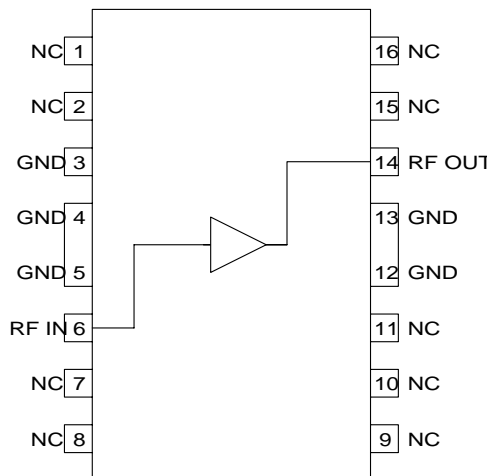 NC 1 16 NC
NC 2 15 NC
GND 3 14 RF OUT
GND 4 13 GND
GND 5 12 GND
RF IN 6 11 NC
NC 7 10 NC
NC 8 9 NC